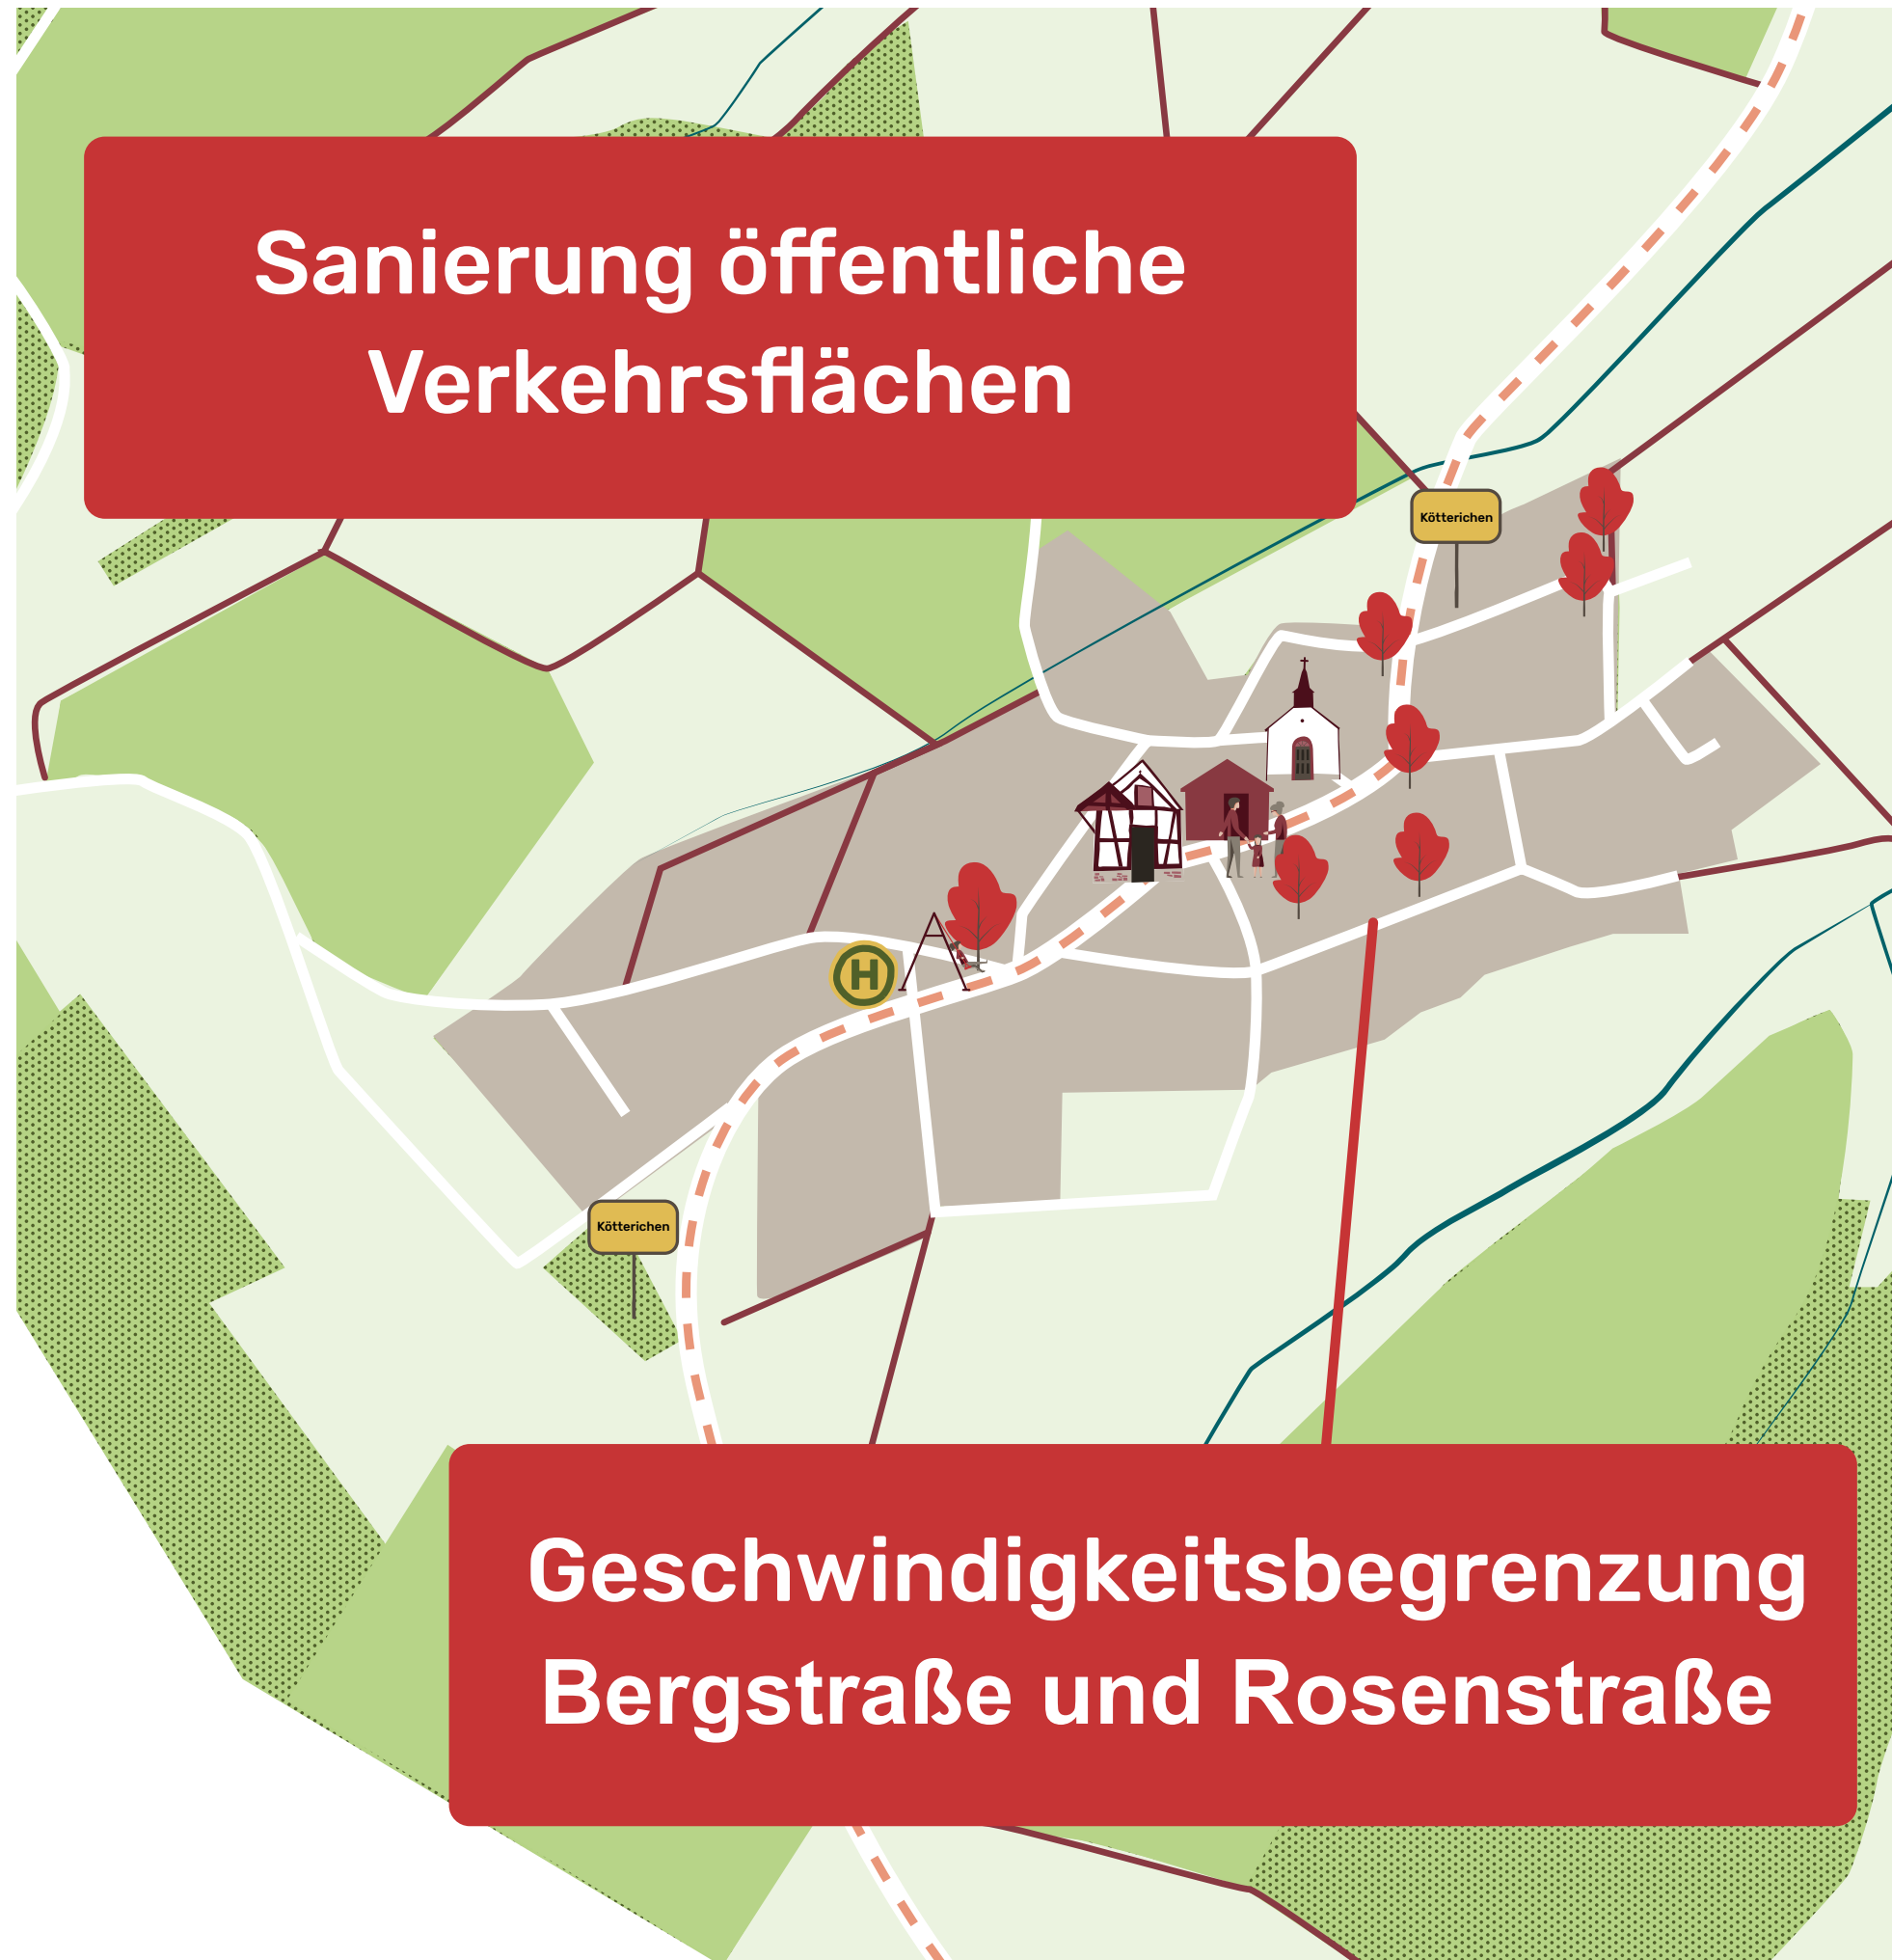 Sanierung öffentliche
Verkehrsflächen
Kötterichen
H
Kötterichen
Geschwindigkeitsbegrenzung
Bergstraße und Rosenstraße